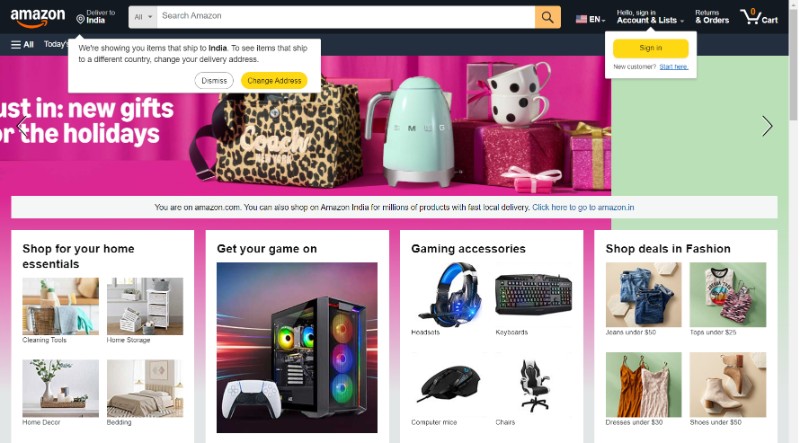 amazon
Deliver to
India
All
Search Amazon
EN
Hello, sign in
Account & Lists
Returns
& Orders
0
Cart
All
Today's
We're showing you items that ship to India. To see items that ship
to a different country, change your delivery address.
Dismiss
Change Address
Sign in
New customer? Start here.
ust in: new gifts
or the holidays
Coach
NEW YORK
SMEG
You are on amazon.com. You can also shop on Amazon India for millions of products with fast local delivery. Click here to go to amazon.in
Shop for your home
essentials
Cleaning Tools
Home Storage
Home Decor
Bedding
Get your game on
Gaming accessories
Headsets
Keyboards
Computer mice
Chairs
Shop deals in Fashion
Jeans under $50
Tops under $25
Dresses under $30
Shoes under $50